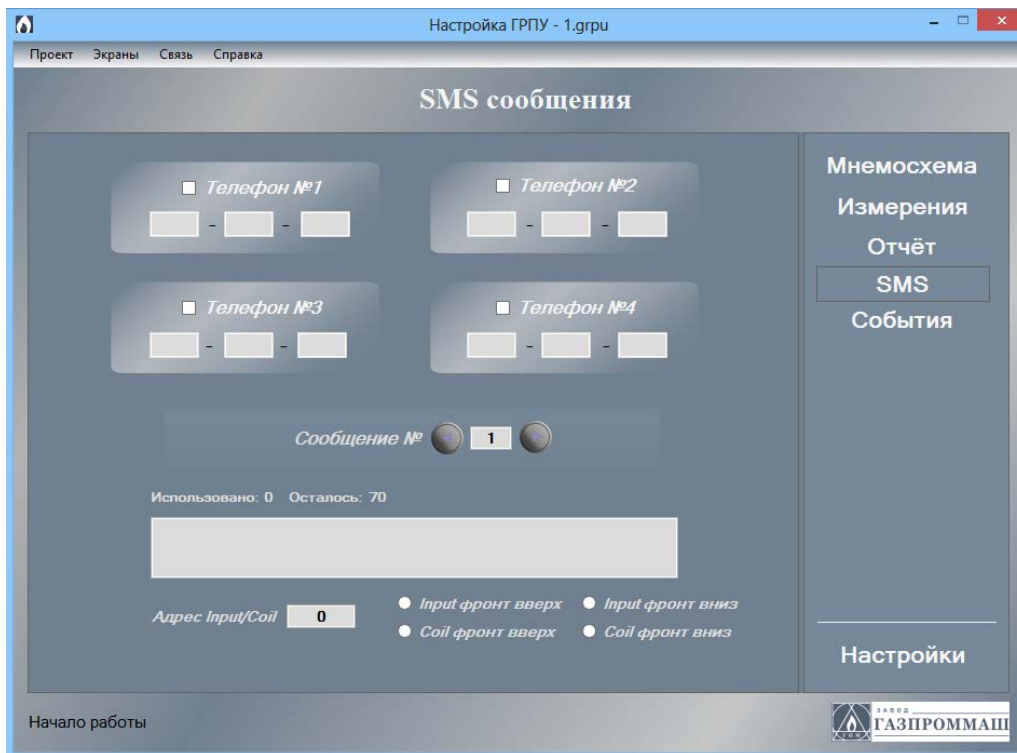 Настройка ГРПУ - 1.grpu
Проект Экраны Связь Справка
SMS сообщения
Телефон №1
- -
Телефон №2
- -
Телефон №3
- -
Телефон №4
- -
Сообщение № 1
Использовано: 0 Осталось: 70
Адрес Input/Coil 0
Input фронт вверх Input фронт вниз
Coil фронт вверх Coil фронт вниз
Мнемосхема
Измерения
Отчёт
SMS
События
Настройки
Начало работы
ЗАВОД
ГАЗПРОММАШ